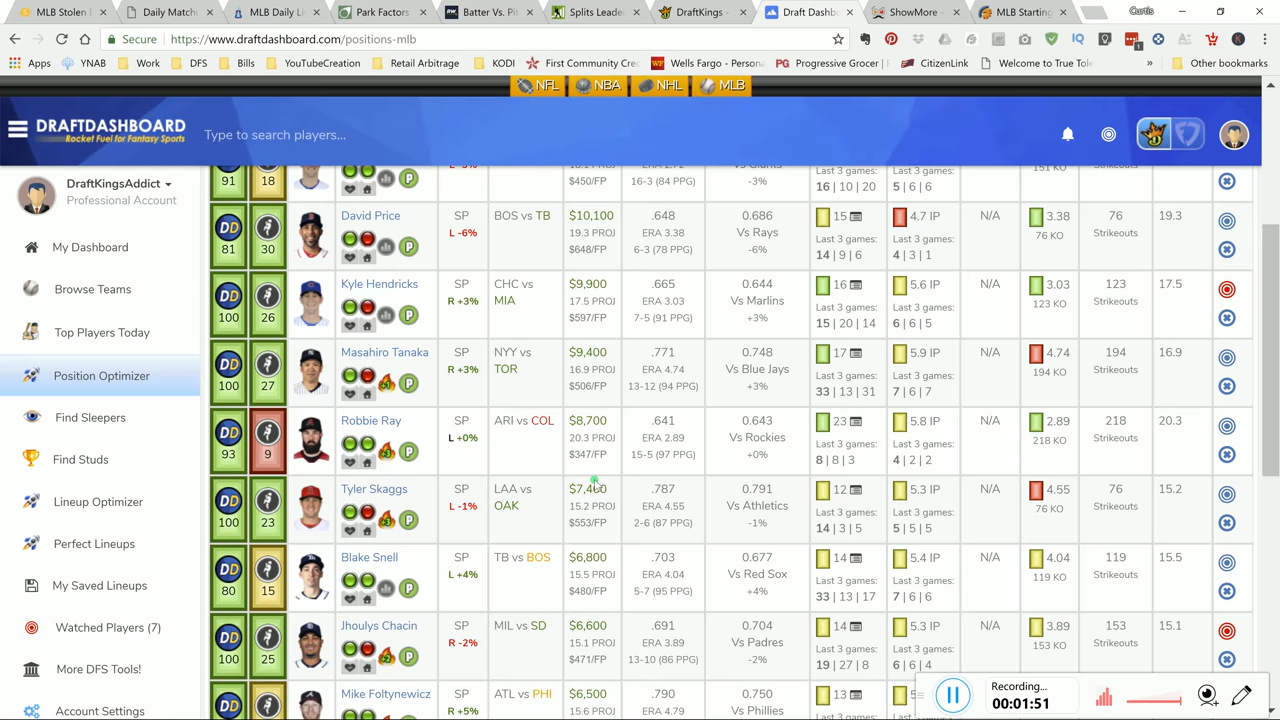 MLB Stolen
Daily Match
MLB Daily Li
Park Factors
Batter Vs. Pi
Splits Leade
DraftKings
Draft Dashbo
ShowMore
MLB Starting
Curtis
Secure
https://www.draftdashboard.com/positions-mlb
Apps
YNAB
Work
DFS
Bills
YouTubeCreation
Retail Arbitrage
KODI
First Community Cre
Wells Fargo - Persona
Progressive Grocer |
CitizenLink
Welcome to True Tole
»
Other bookmarks
NFL
NBA
NHL
MLB
DRAFTDASHBOARD
Rocket Fuel for Fantasy Sports
Type to search players...
DraftKingsAddict
Professional Account
My Dashboard
Browse Teams
Top Players Today
Position Optimizer
Find Sleepers
Find Studs
Lineup Optimizer
Perfect Lineups
My Saved Lineups
Watched Players (7)
More DFS Tools!
Account Settings
91
18
$450/FP
16-3 (84 PPG)
-3%
Last 3 games:
16 | 10 | 20
Last 3 games:
5 | 6 | 6
151 KO
DD
81
30
David Price
SP
L -6%
BOS vs TB
$10,100
19.3 PROJ
$648/FP
.648
ERA 3.38
6-3 (78 PPG)
0.686
Vs Rays
-6%
15
Last 3 games:
14 | 9 | 6
4.7 IP
Last 3 games:
4 | 3 | 1
N/A
3.38
76 KO
76
Strikeouts
19.3
DD
100
26
Kyle Hendricks
SP
R +3%
CHC vs
MIA
$9,900
17.5 PROJ
$597/FP
.665
ERA 3.03
7-5 (91 PPG)
0.644
Vs Marlins
+3%
16
Last 3 games:
15 | 20 | 14
5.6 IP
Last 3 games:
6 | 6 | 5
N/A
3.03
123 KO
123
Strikeouts
17.5
DD
100
27
Masahiro Tanaka
SP
R +3%
NYY vs
TOR
$9,400
16.9 PROJ
$506/FP
.771
ERA 4.74
13-12 (94 PPG)
0.748
Vs Blue Jays
+3%
17
Last 3 games:
33 | 13 | 31
5.9 IP
Last 3 games:
7 | 6 | 7
N/A
4.74
194 KO
194
Strikeouts
16.9
DD
93
9
Robbie Ray
SP
L +0%
ARI vs COL
$8,700
20.3 PROJ
$347/FP
.641
ERA 2.89
15-5 (97 PPG)
0.643
Vs Rockies
+0%
23
Last 3 games:
8 | 8 | 3
5.8 IP
Last 3 games:
4 | 2 | 2
N/A
2.89
218 KO
218
Strikeouts
20.3
DD
100
23
Tyler Skaggs
SP
L -1%
LAA vs
OAK
$7,400
15.2 PROJ
$553/FP
.787
ERA 4.55
2-6 (87 PPG)
0.791
Vs Athletics
-1%
12
Last 3 games:
14 | 3 | 5
5.3 IP
Last 3 games:
5 | 5 | 5
N/A
4.55
76 KO
76
Strikeouts
15.2
DD
80
15
Blake Snell
SP
L +4%
TB vs BOS
$6,800
15.5 PROJ
$480/FP
.703
ERA 4.04
5-7 (95 PPG)
0.677
Vs Red Sox
+4%
14
Last 3 games:
33 | 13 | 17
5.4 IP
Last 3 games:
7 | 6 | 6
N/A
4.04
119 KO
119
Strikeouts
15.5
DD
100
25
Jhoulys Chacin
SP
R -2%
MIL vs SD
$6,600
15.1 PROJ
$471/FP
.691
ERA 3.89
13-10 (86 PPG)
0.704
Vs Padres
-2%
14
Last 3 games:
19 | 27 | 8
5.3 IP
Last 3 games:
6 | 6 | 4
N/A
3.89
153 KO
153
Strikeouts
15.1
DD
Mike Foltynewicz
SP
R +5%
ATL vs PHI
$6,500
15.6 PROJ
.790
ERA 4.79
0.750
Vs Phillies
13
Recording...
00:01:51